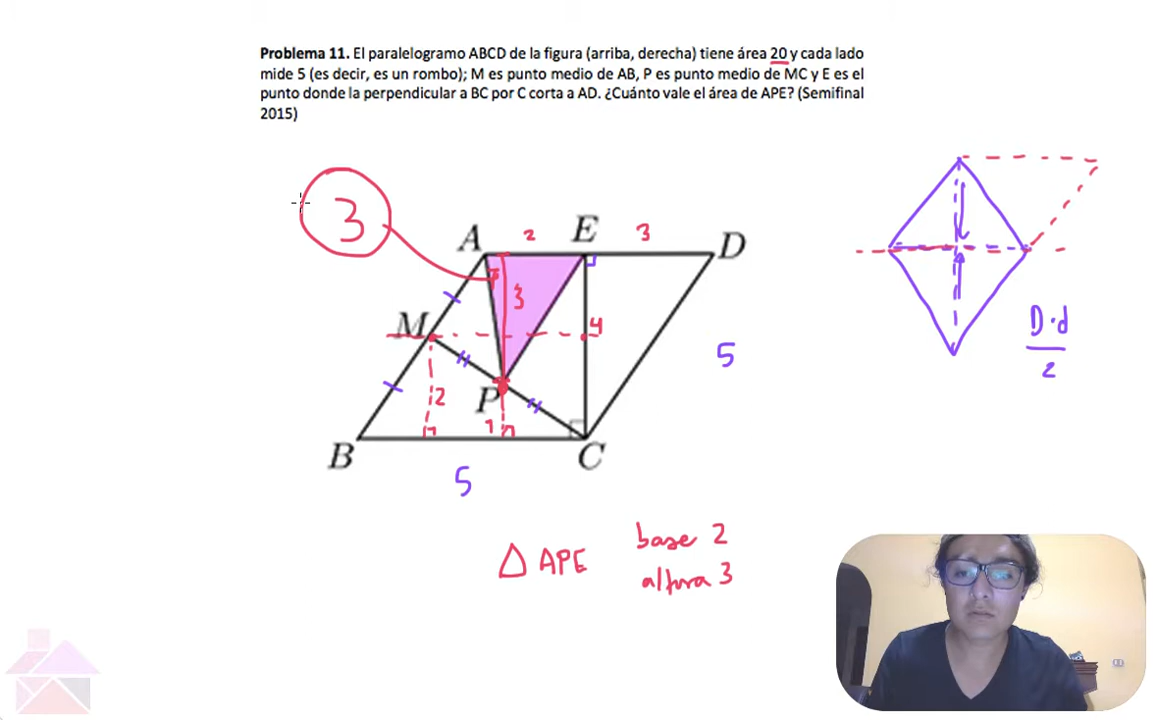 Problema 11. El paralelogramo ABCD de la figura (arriba, derecha) tiene área 20 y cada lado
mide 5 (es decir, es un rombo); M es punto medio de AB, P es punto medio de MC y E es el
punto donde la perpendicular a BC por C corta a AD. ¿Cuánto vale el área de APE? (Semifinal
2015)
3
A 2 E 3 D
3
M 4
5
P 2
1
B C
5
D·d
2
△ APE base 2
altura 3